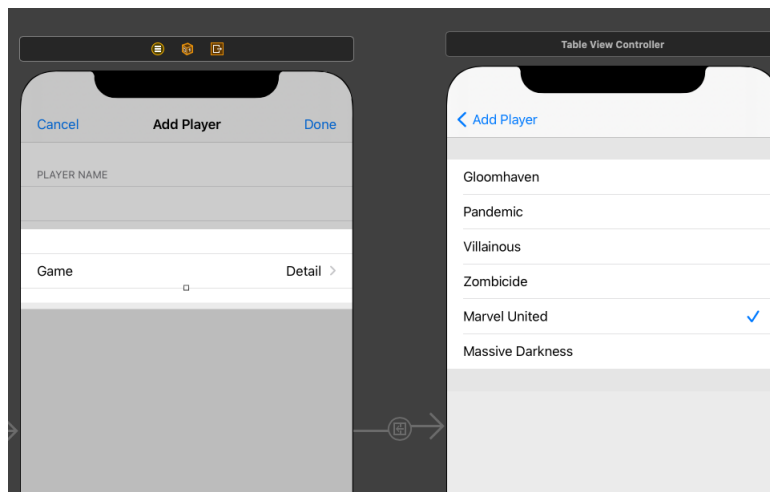 Table View Controller
Cancel Add Player Done
PLAYER NAME
Game Detail
Add Player
Gloomhaven
Pandemic
Villainous
Zombicide
Marvel United
Massive Darkness